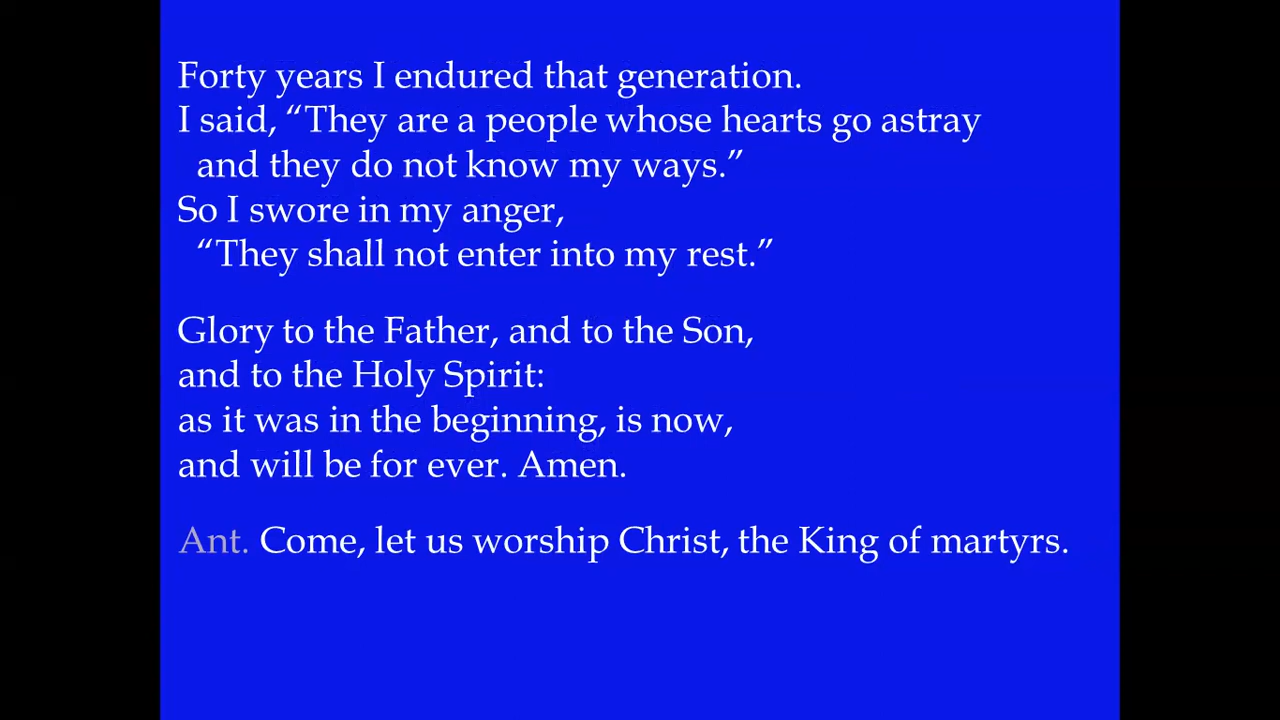 Forty years I endured that generation.
I said, “They are a people whose hearts go astray
and they do not know my ways.”
So I swore in my anger,
“They shall not enter into my rest.”
Glory to the Father, and to the Son,
and to the Holy Spirit:
as it was in the beginning, is now,
and will be for ever. Amen.
Ant. Come, let us worship Christ, the King of martyrs.